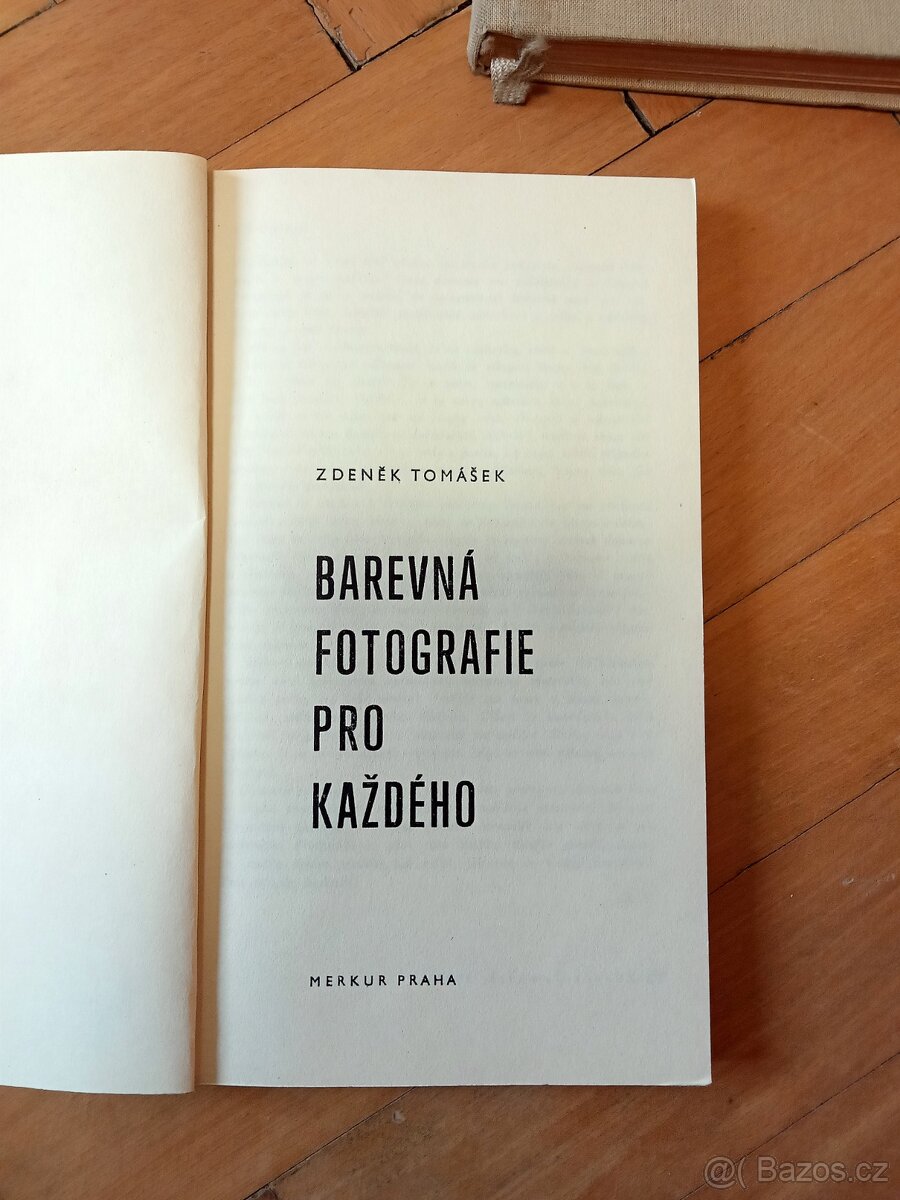 ZDENĚK TOMÁŠEK
BAREVNÁ
FOTOGRAFIE
PRO
KAŽDÉHO
MERKUR PRAHA
@( Bazos.cz